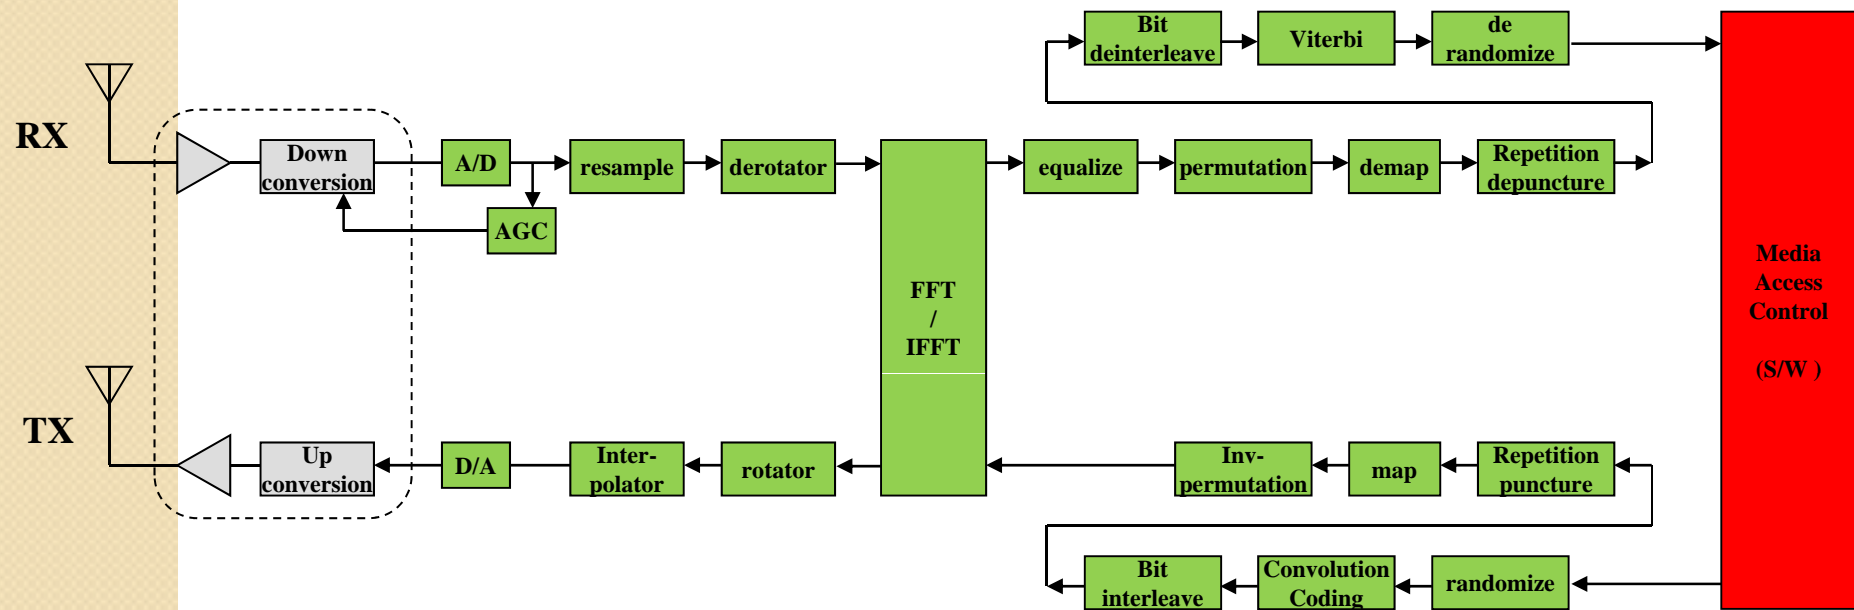 Bit
deinterleave
Viterbi
de
randomize
RX
Down
conversion
A/D
resample
derotator
equalize
permutation
demap
Repetition
depuncture
AGC
FFT
/
IFFT
Media
Access
Control
(S/W )
TX
Up
conversion
D/A
Inter-
polator
rotator
Inv-
permutation
map
Repetition
puncture
Bit
interleave
Convolution
Coding
randomize